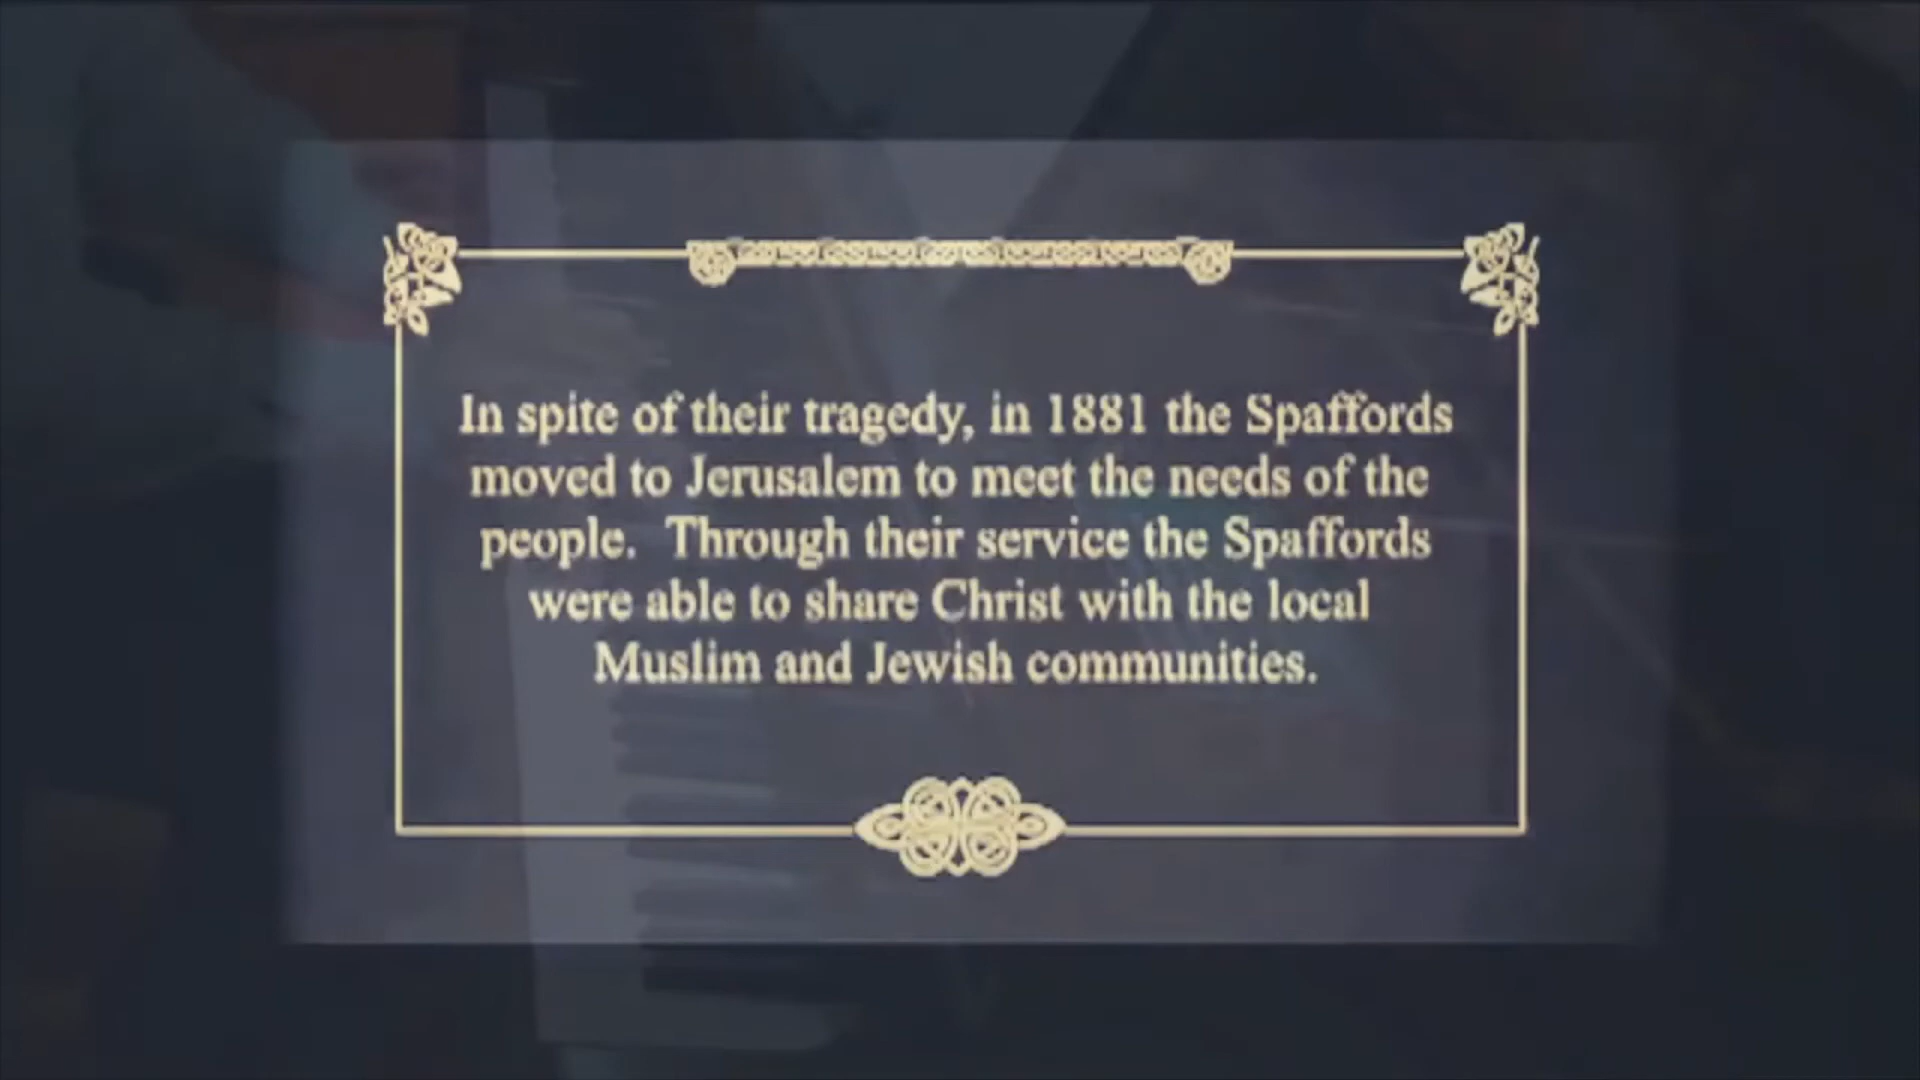 In spite of their tragedy, in 1881 the Spaffords
moved to Jerusalem to meet the needs of the
people.  Through their service the Spaffords
were able to share Christ with the local
Muslim and Jewish communities.